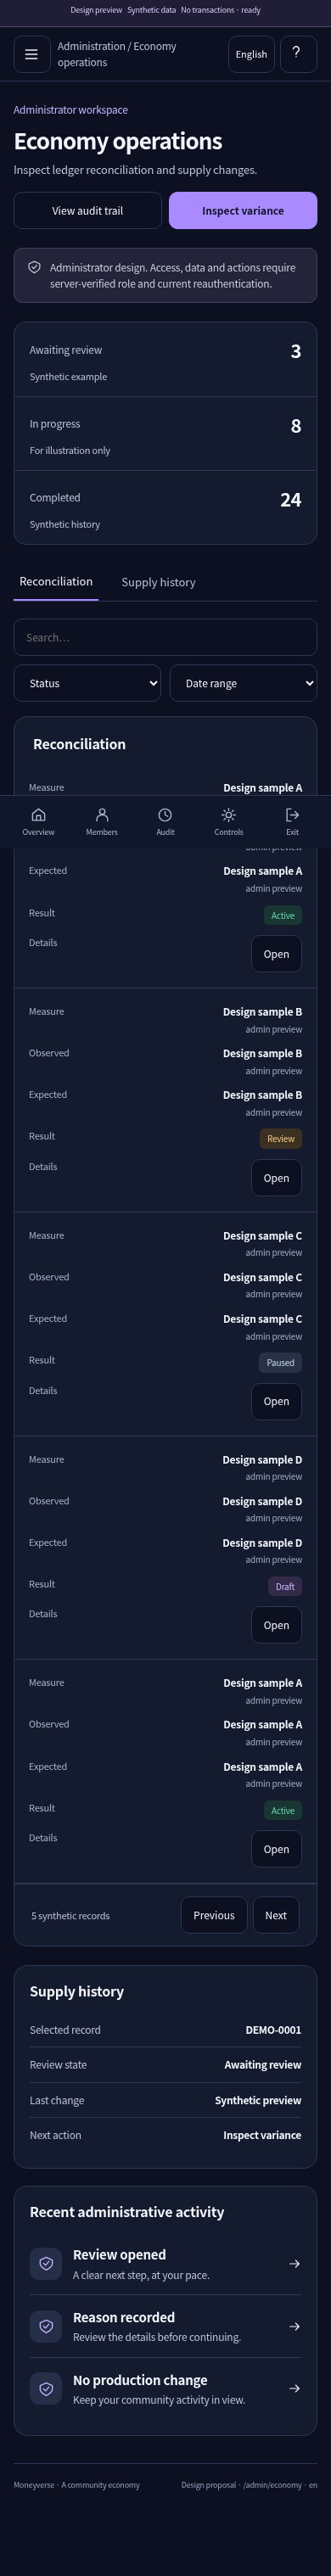 Design preview Synthetic data No transactions · ready
Administration / Economy
operations
English
?
Administrator workspace
Economy operations
Inspect ledger reconciliation and supply changes.
View audit trail
Inspect variance
Administrator design. Access, data and actions require
server-verified role and current reauthentication.
Awaiting review 3
Synthetic example
In progress 8
For illustration only
Completed 24
Synthetic history
Reconciliation Supply history
Search…
Status Date range
Reconciliation
Measure Design sample A
Overview Members Audit Controls Exit
Expected Design sample A
admin preview
Result Active
Details Open
Measure Design sample B
admin preview
Observed Design sample B
admin preview
Expected Design sample B
admin preview
Result Review
Details Open
Measure Design sample C
admin preview
Observed Design sample C
admin preview
Expected Design sample C
admin preview
Result Paused
Details Open
Measure Design sample D
admin preview
Observed Design sample D
admin preview
Expected Design sample D
admin preview
Result Draft
Details Open
Measure Design sample A
admin preview
Observed Design sample A
admin preview
Expected Design sample A
admin preview
Result Active
Details Open
5 synthetic records Previous Next
Supply history
Selected record DEMO-0001
Review state Awaiting review
Last change Synthetic preview
Next action Inspect variance
Recent administrative activity
Review opened
A clear next step, at your pace.
Reason recorded
Review the details before continuing.
No production change
Keep your community activity in view.
Moneyverse · A community economy Design proposal · /admin/economy · en